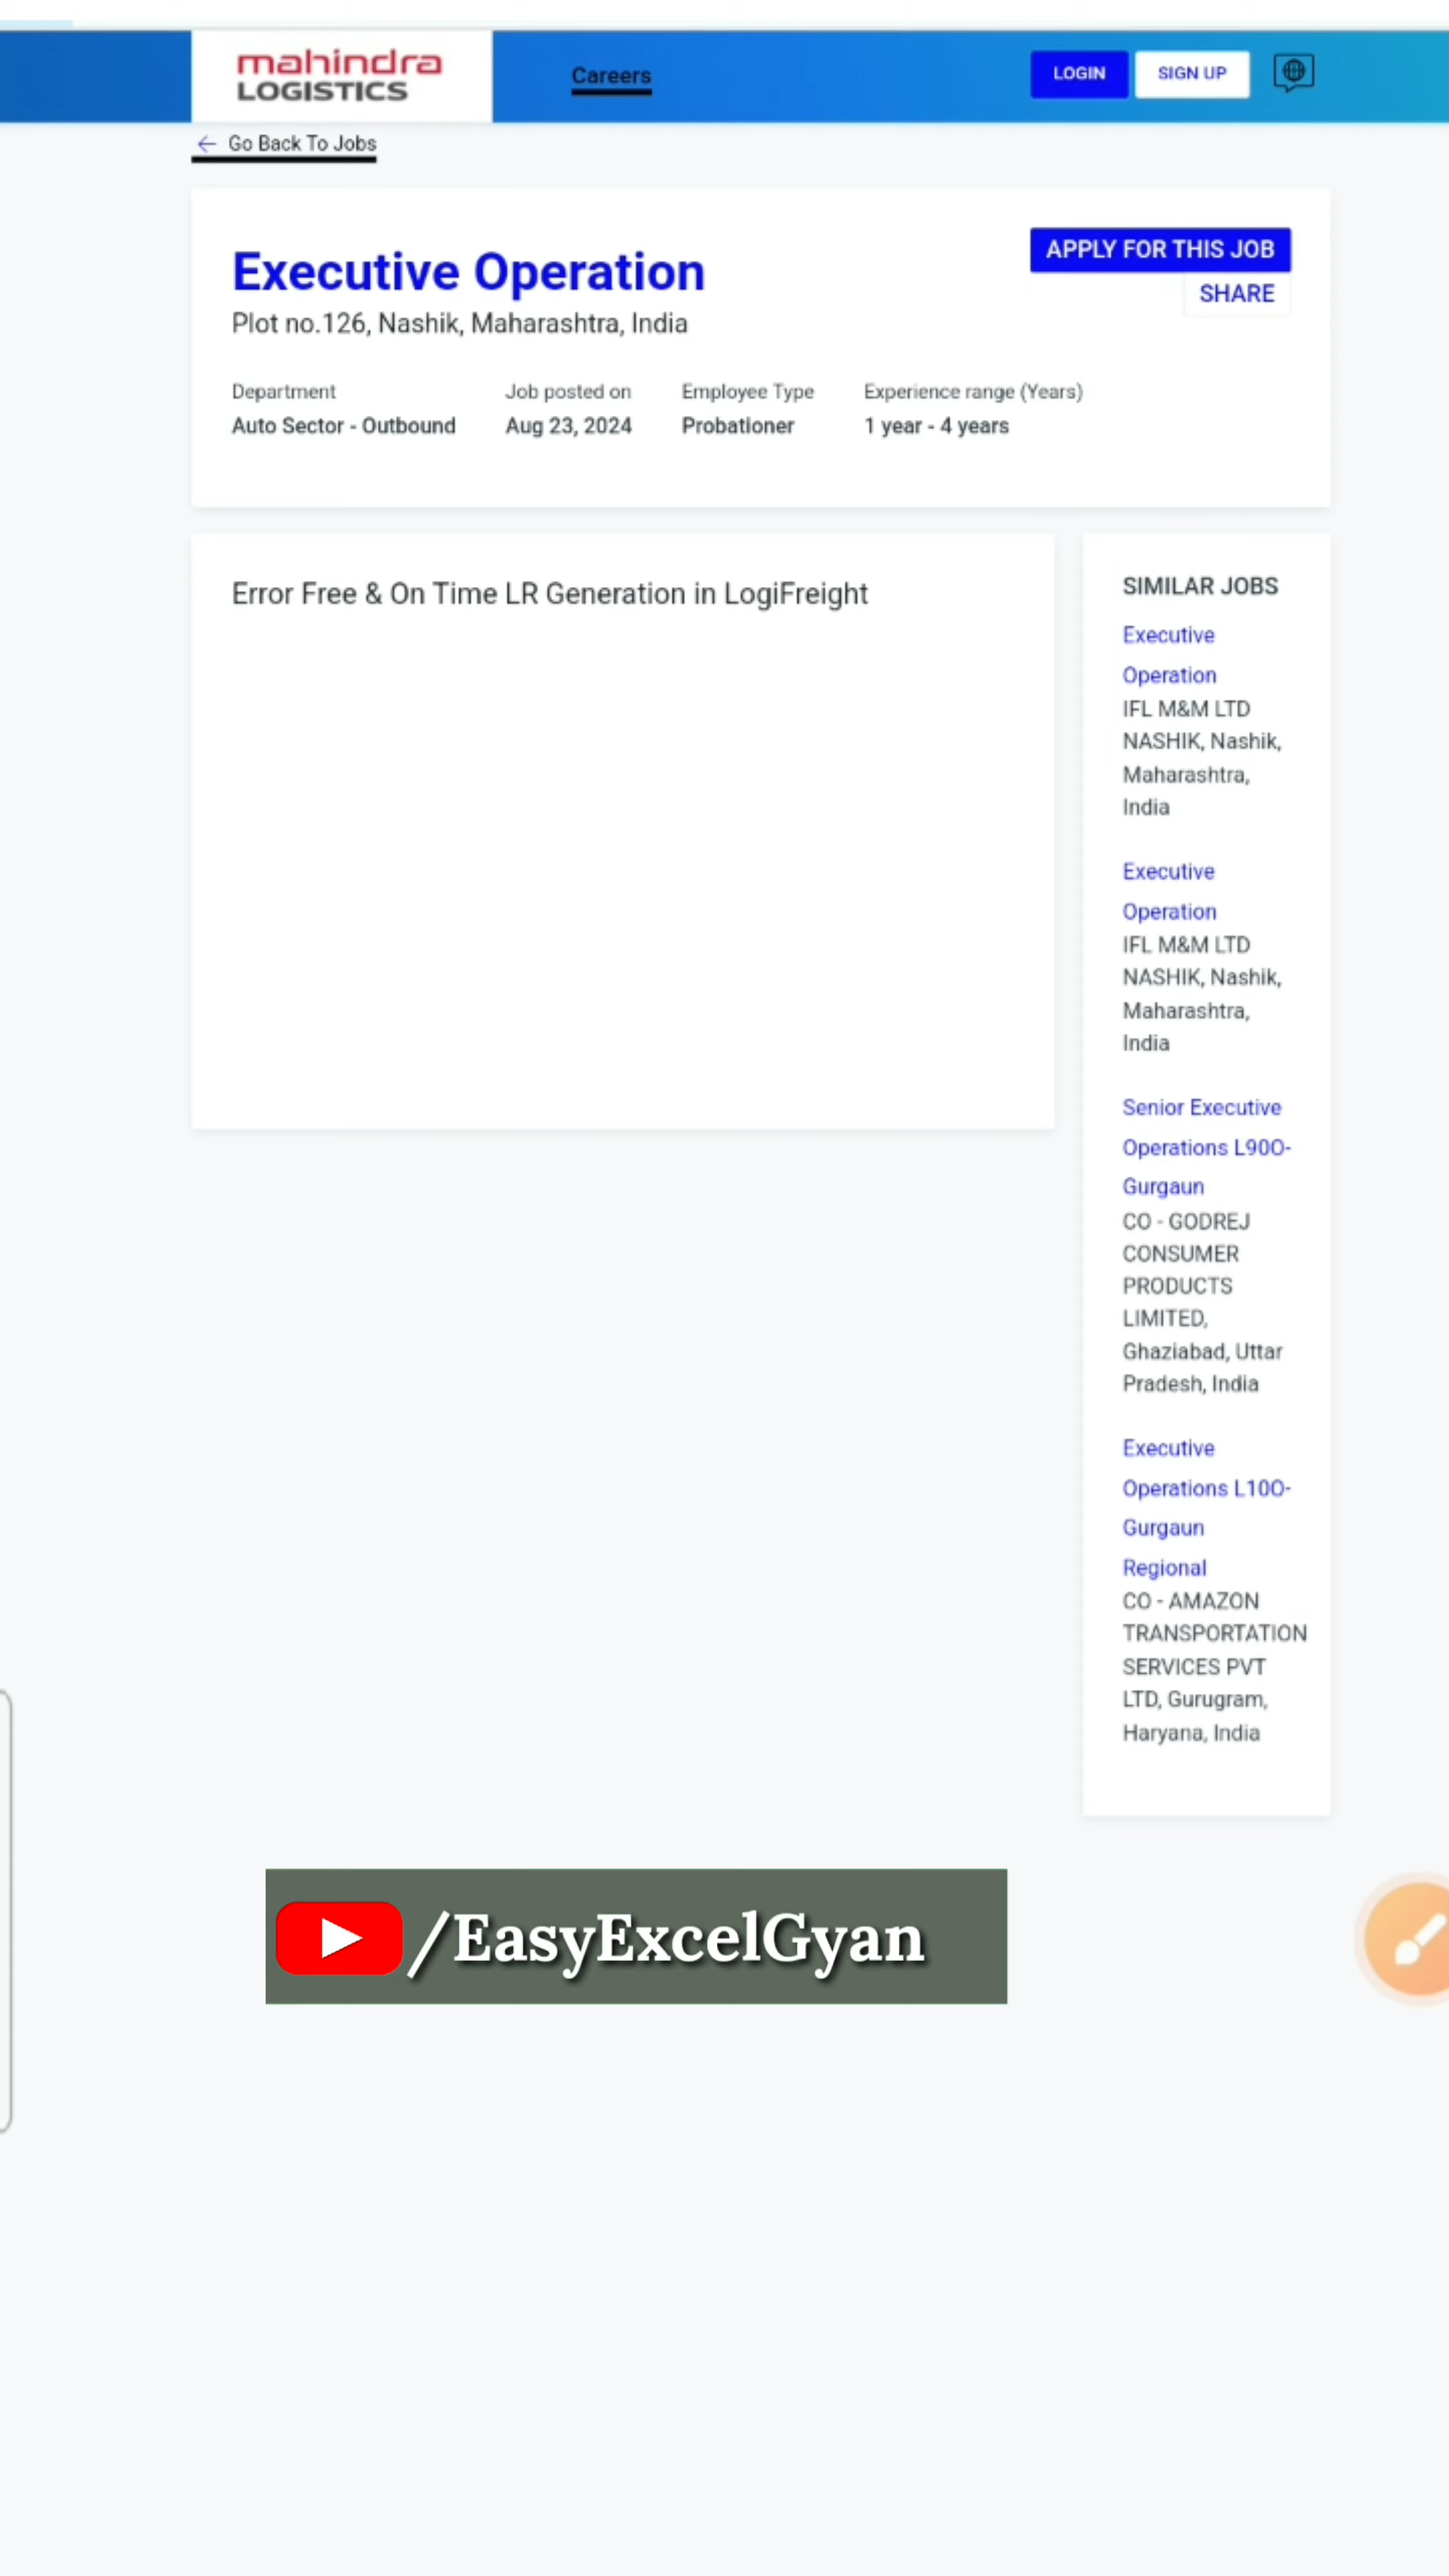 mahindra
LOGISTICS
Careers
LOGIN
SIGN UP
Go Back To Jobs
Executive Operation
Plot no.126, Nashik, Maharashtra, India
APPLY FOR THIS JOB
SHARE
Department
Auto Sector - Outbound
Job posted on
Aug 23, 2024
Employee Type
Probationer
Experience range (Years)
1 year - 4 years
Error Free & On Time LR Generation in LogiFreight
SIMILAR JOBS
Executive
Operation
IFL M&M LTD
NASHIK, Nashik,
Maharashtra,
India
Executive
Operation
IFL M&M LTD
NASHIK, Nashik,
Maharashtra,
India
Senior Executive
Operations L9OO-
Gurgaun
CO - GODREJ
CONSUMER
PRODUCTS
LIMITED,
Ghaziabad, Uttar
Pradesh, India
Executive
Operations L10O-
Gurgaun
Regional
CO - AMAZON
TRANSPORTATION
SERVICES PVT
LTD, Gurugram,
Haryana, India
/EasyExcelGyan